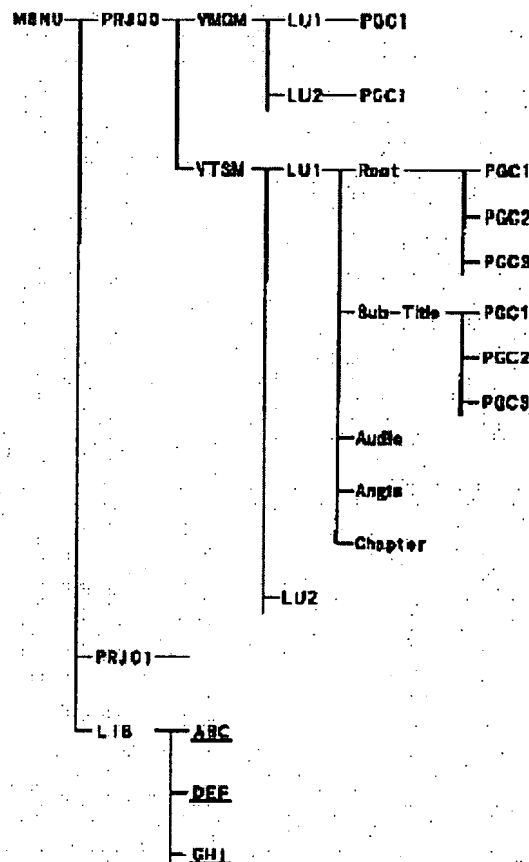 MENU PRJ00 VMGM LU1 PGC1
LU2 PGC1
VTSM LU1 Root PGC1
PGC2
PGC3
Sub-Title PGC1
PGC2
PGC3
Audio
Angle
Chapter
LU2
PRJ01
LIB ABC
DEF
GHI